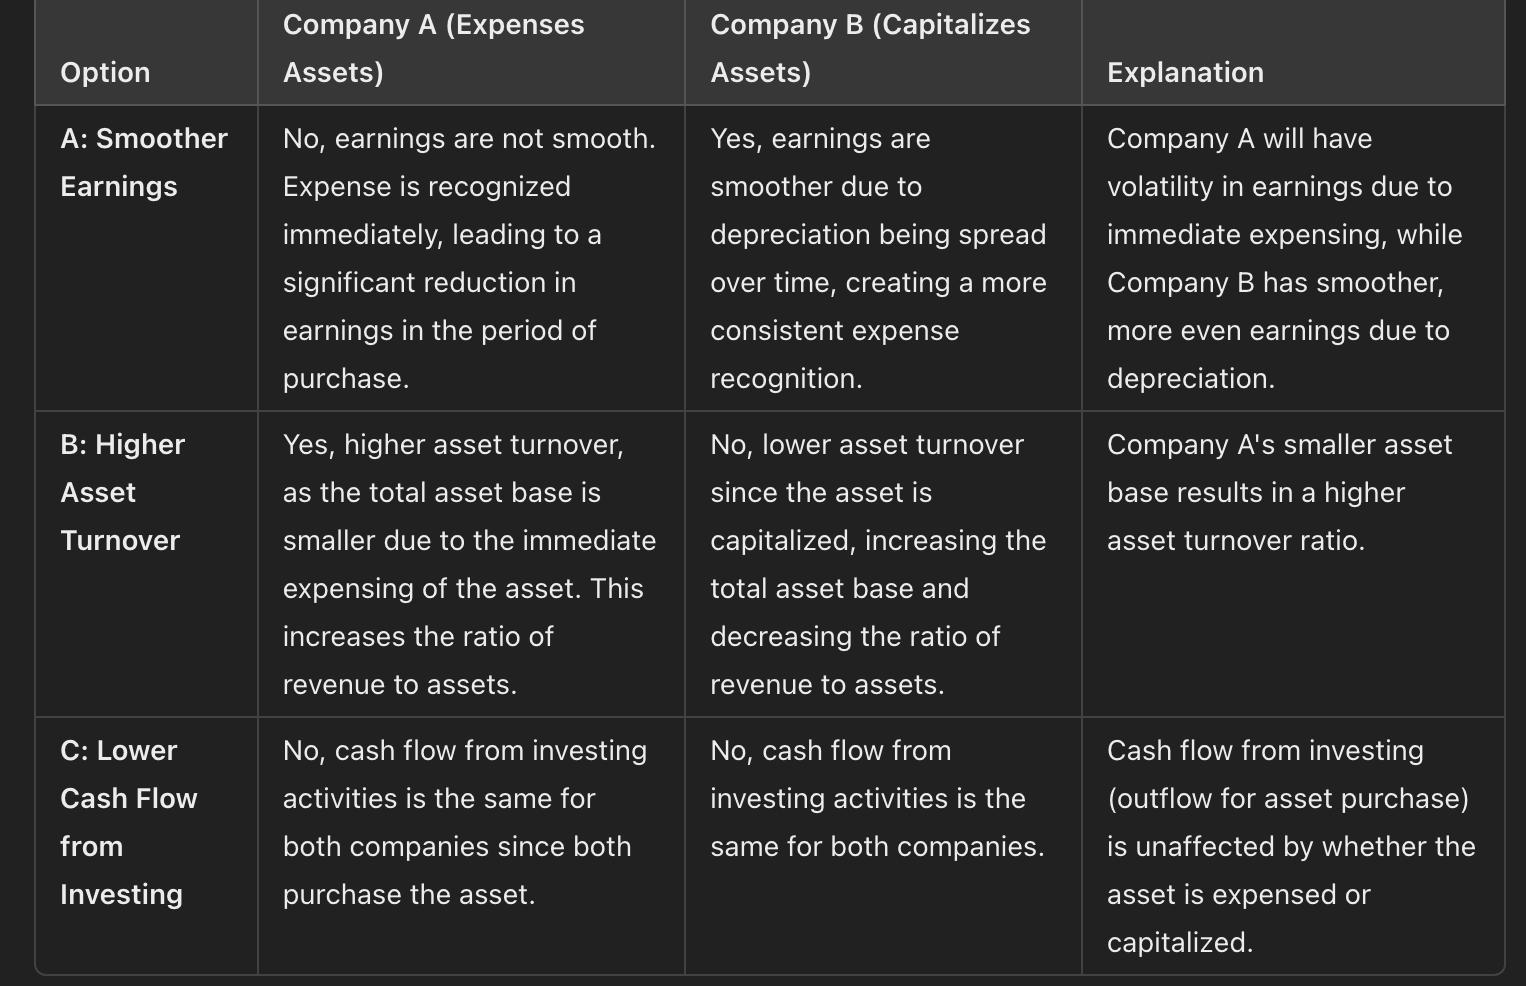 Option
Company A (Expenses
Assets)
Company B (Capitalizes
Assets)
Explanation
A: Smoother
Earnings
No, earnings are not smooth.
Expense is recognized
immediately, leading to a
significant reduction in
earnings in the period of
purchase.
Yes, earnings are
smoother due to
depreciation being spread
over time, creating a more
consistent expense
recognition.
Company A will have
volatility in earnings due to
immediate expensing, while
Company B has smoother,
more even earnings due to
depreciation.
B: Higher
Asset
Turnover
Yes, higher asset turnover,
as the total asset base is
smaller due to the immediate
expensing of the asset. This
increases the ratio of
revenue to assets.
No, lower asset turnover
since the asset is
capitalized, increasing the
total asset base and
decreasing the ratio of
revenue to assets.
Company A's smaller asset
base results in a higher
asset turnover ratio.
C: Lower
Cash Flow
from
Investing
No, cash flow from investing
activities is the same for
both companies since both
purchase the asset.
No, cash flow from
investing activities is the
same for both companies.
Cash flow from investing
(outflow for asset purchase)
is unaffected by whether the
asset is expensed or
capitalized.